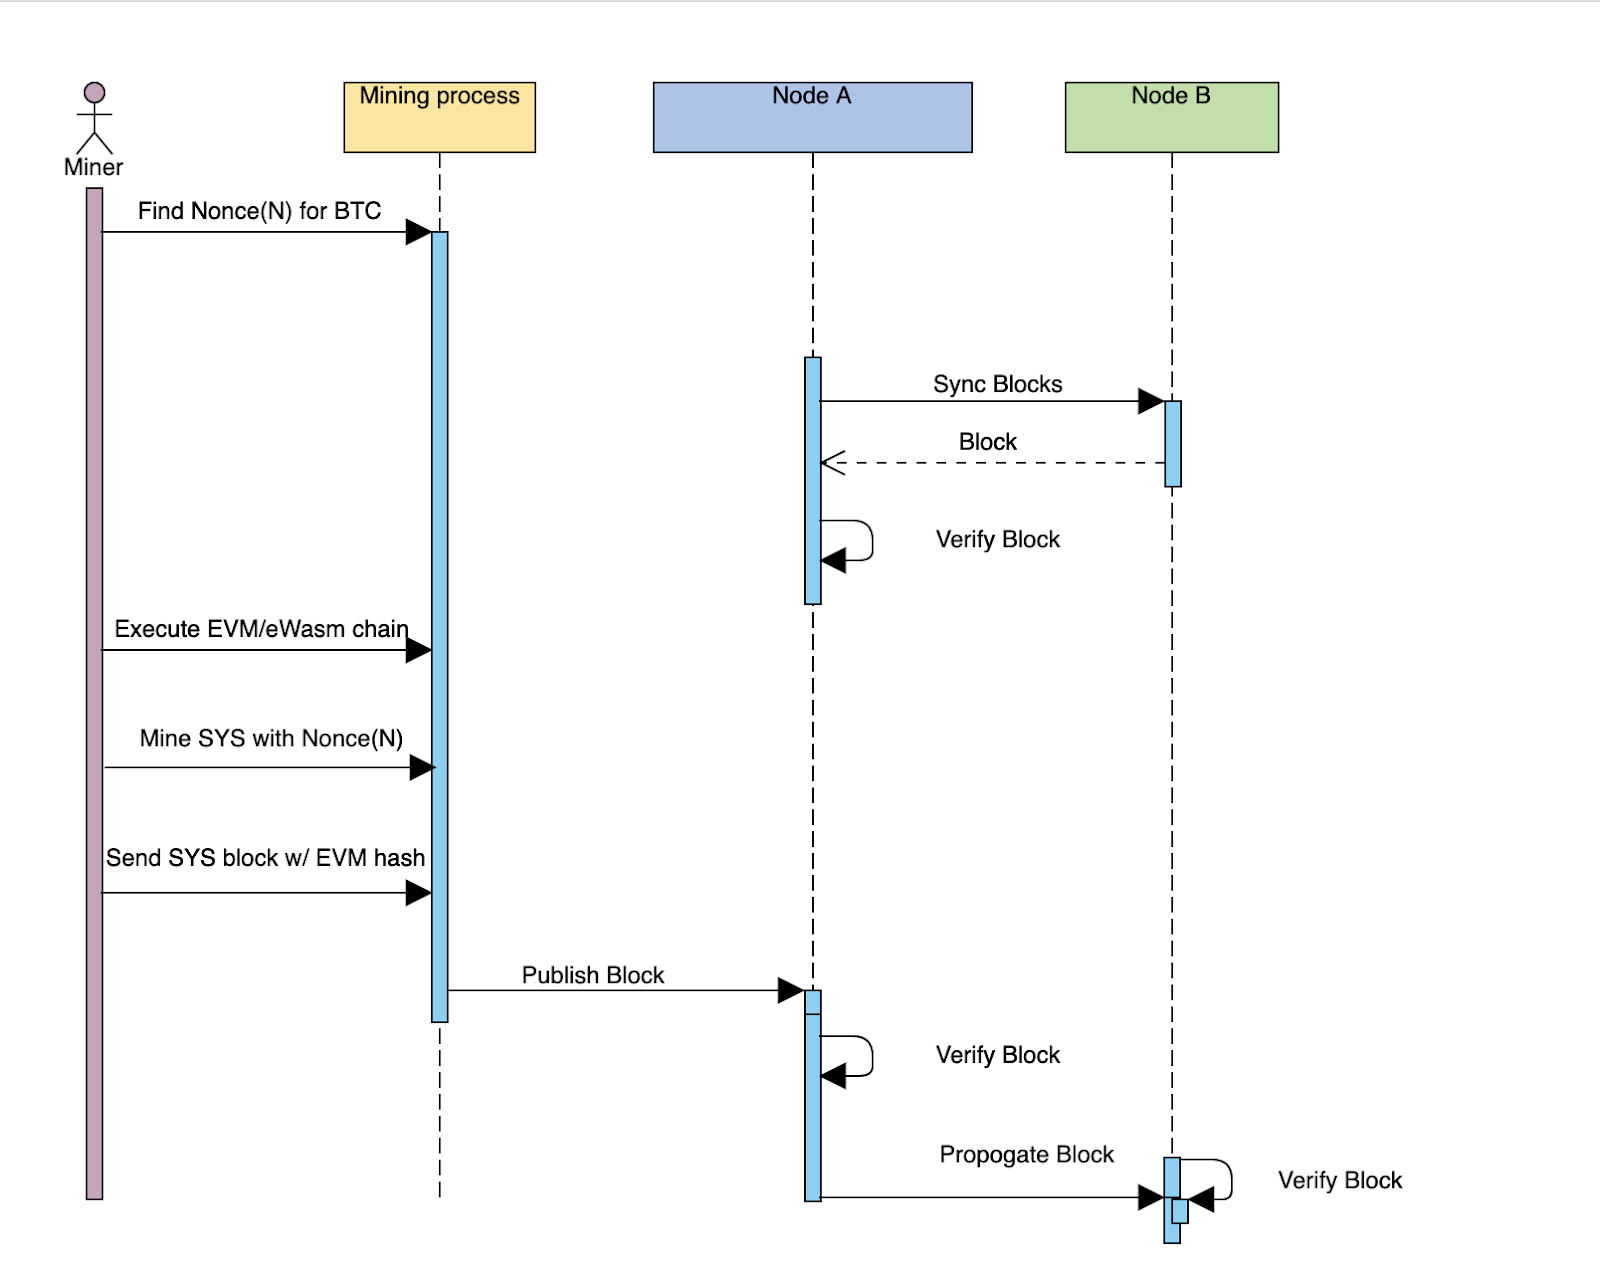 Mining process
Node A
Node B
Miner
Find Nonce(N) for BTC
Sync Blocks
Block
Verify Block
Execute EVM/eWasm chain
Mine SYS with Nonce(N)
Send SYS block w/ EVM hash
Publish Block
Verify Block
Propogate Block
Verify Block